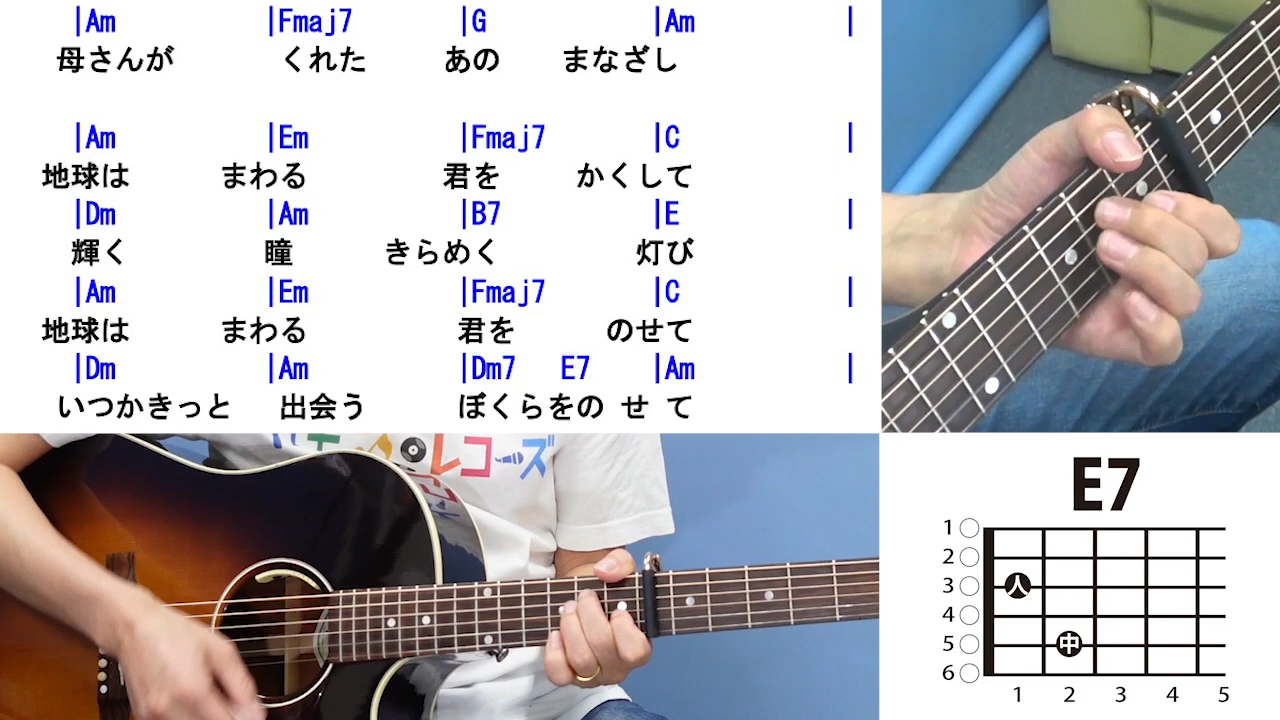 |Am |Fmaj7 |G |Am |
母さんが くれた あの まなざし
|Am |Em |Fmaj7 |C |
地球は まわる 君を かくして
|Dm |Am |B7 |E |
輝く 瞳 きらめく 灯び
|Am |Em |Fmaj7 |C |
地球は まわる 君を のせて
|Dm |Am |Dm7 E7 |Am |
いつかきっと 出会う ぼくらをの せ て
レコーズ
E7
1
2
3 人
4
5 中
6
1 2 3 4 5